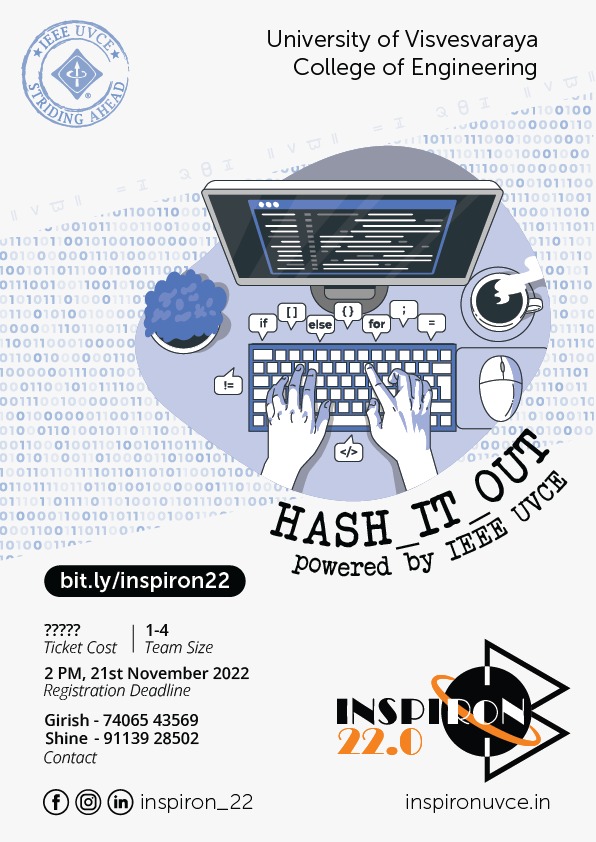 IEEE UVCE
STRIDING AHEAD
®
University of Visvesvaraya
College of Engineering
if
[ ]
else
{}
for
;
=
!=
</>
HASH_IT_OUT
powered by IEEE UVCE
bit.ly/inspiron22
????? 1-4
Ticket Cost Team Size
2 PM, 21st November 2022
Registration Deadline
Girish - 74065 43569
Shine - 91139 28502
Contact
INSPIRON
22.0
inspiron_22
inspironuvce.in